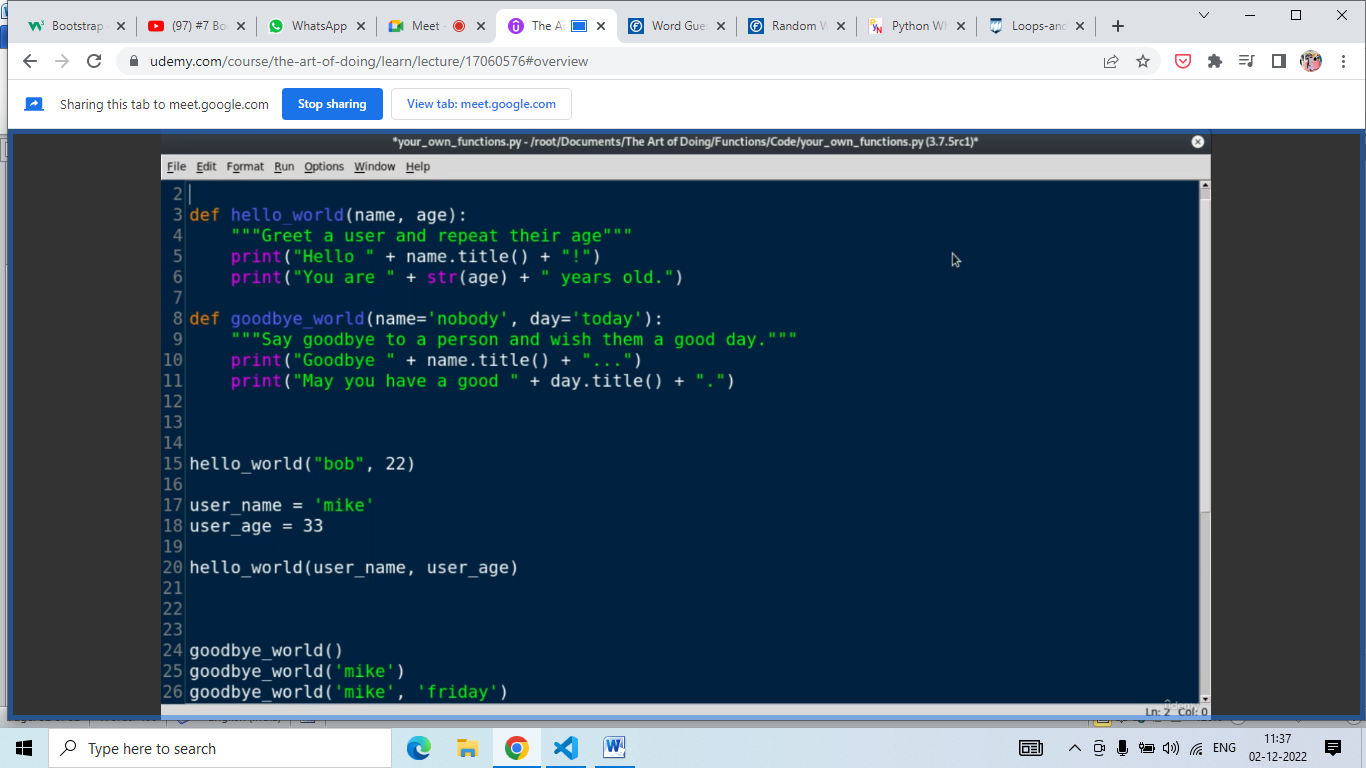 Bootstrap
(97) #7 Bo
WhatsApp
Meet -
The A
Word Gue
Random W
Python Wh
Loops-and
udemy.com/course/the-art-of-doing/learn/lecture/17060576#overview
Sharing this tab to meet.google.com
Stop sharing
View tab: meet.google.com
*your_own_functions.py - /root/Documents/The Art of Doing/Functions/Code/your_own_functions.py (3.7.5rc1)*
File Edit Format Run Options Window Help
2
3 def hello_world(name, age):
4     """Greet a user and repeat their age"""
5     print("Hello " + name.title() + "!")
6     print("You are " + str(age) + " years old.")
7
8 def goodbye_world(name='nobody', day='today'):
9     """Say goodbye to a person and wish them a good day."""
10     print("Goodbye " + name.title() + "...")
11     print("May you have a good " + day.title() + ".")
12
13
14
15 hello_world("bob", 22)
16
17 user_name = 'mike'
18 user_age = 33
19
20 hello_world(user_name, user_age)
21
22
23
24 goodbye_world()
25 goodbye_world('mike')
26 goodbye_world('mike', 'friday')
Udemy
Ln: 2 Col: 0
Type here to search
ENG
11:37
02-12-2022